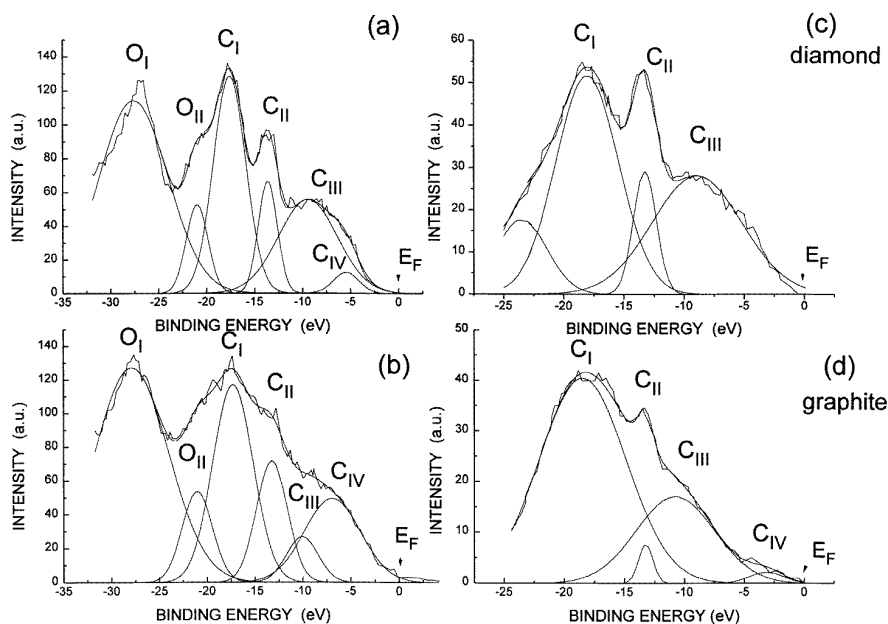 (a)
O_I
O_II
C_I
C_II
C_III
C_IV
E_F
INTENSITY (a.u.)
140
120
100
80
60
40
20
0
-35 -30 -25 -20 -15 -10 -5 0 5
BINDING ENERGY (eV)
(c)
diamond
C_I
C_II
C_III
E_F
INTENSITY (a.u.)
60
50
40
30
20
10
0
-25 -20 -15 -10 -5 0
BINDING ENERGY (eV)
(b)
O_I
O_II
C_I
C_II
C_III
C_IV
E_F
INTENSITY (a.u.)
140
120
100
80
60
40
20
0
-35 -30 -25 -20 -15 -10 -5 0 5
BINDING ENERGY (eV)
(d)
graphite
C_I
C_II
C_III
C_IV
E_F
INTENSITY (a.u.)
50
40
30
20
10
0
-25 -20 -15 -10 -5 0
BINDING ENERGY (eV)